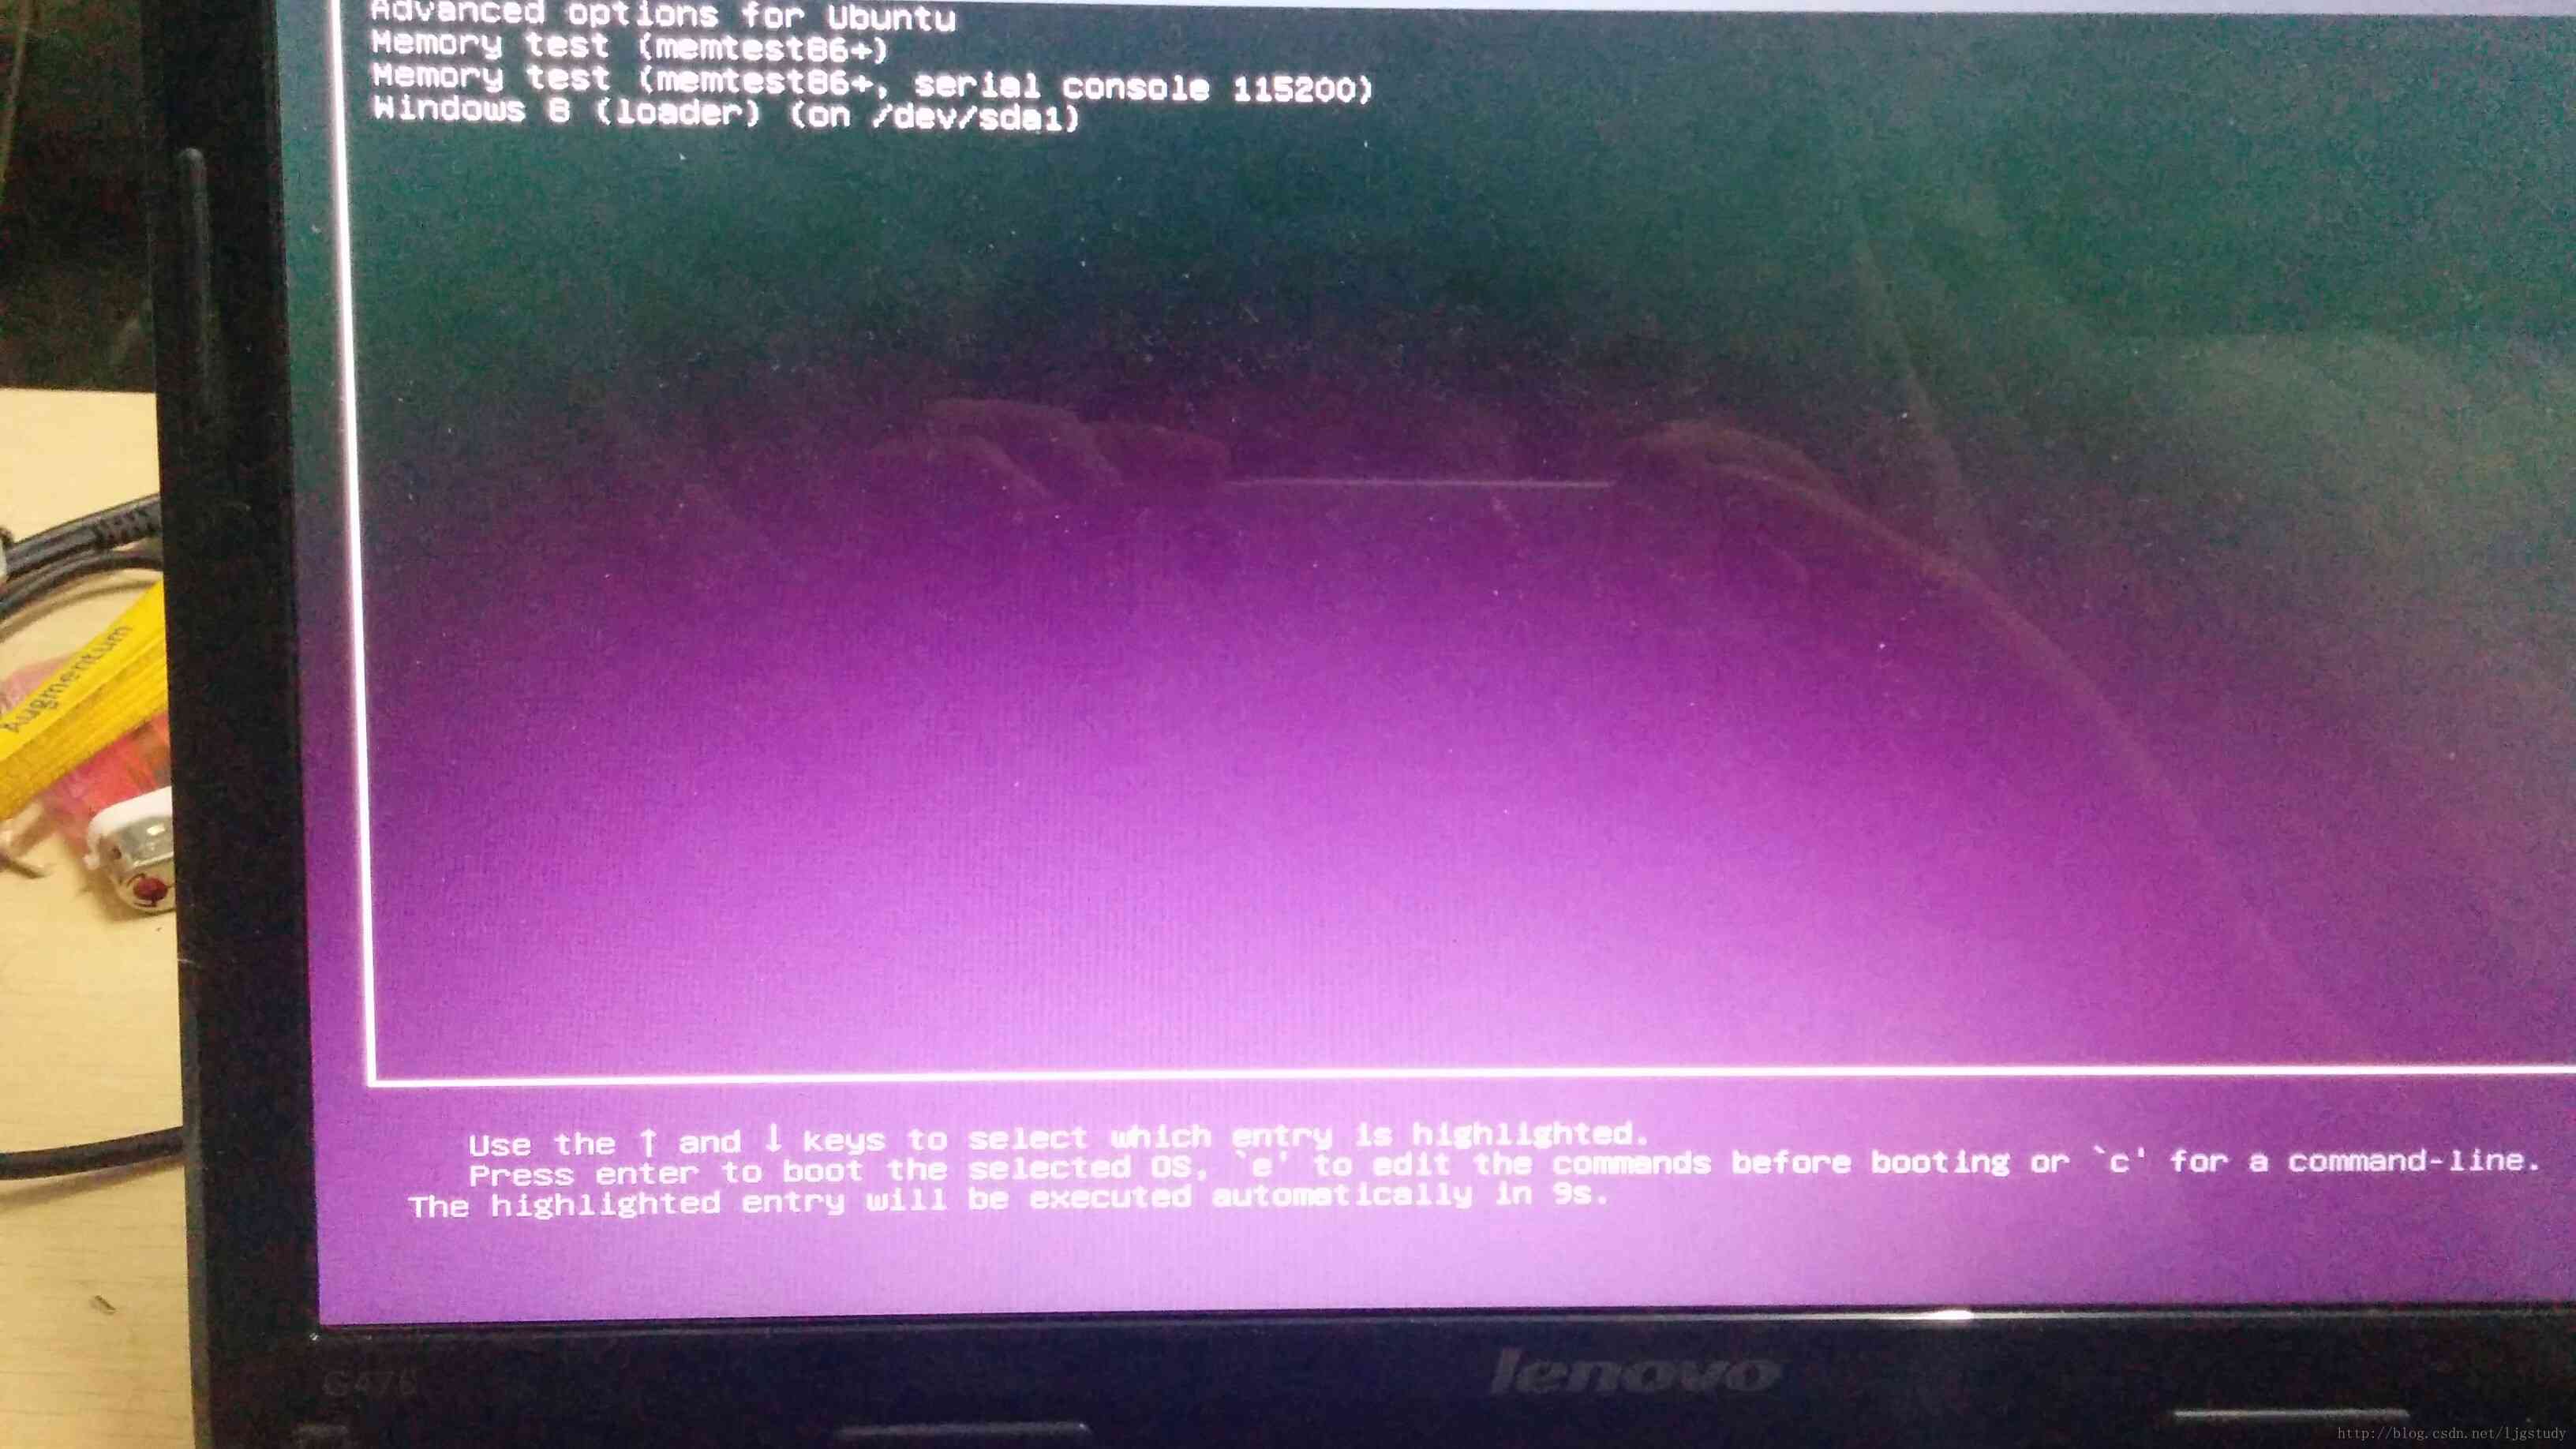 Advanced options for Ubuntu
Memory test (memtest86+)
Memory test (memtest86+, serial console 115200)
Windows 8 (loader) (on /dev/sda1)
Augmentum
Use the ↑ and ↓ keys to select which entry is highlighted.
Press enter to boot the selected OS, `e' to edit the commands before booting or `c' for a command-line.
The highlighted entry will be executed automatically in 9s.
lenovo
http://blog.csdn.net/ljgstudy